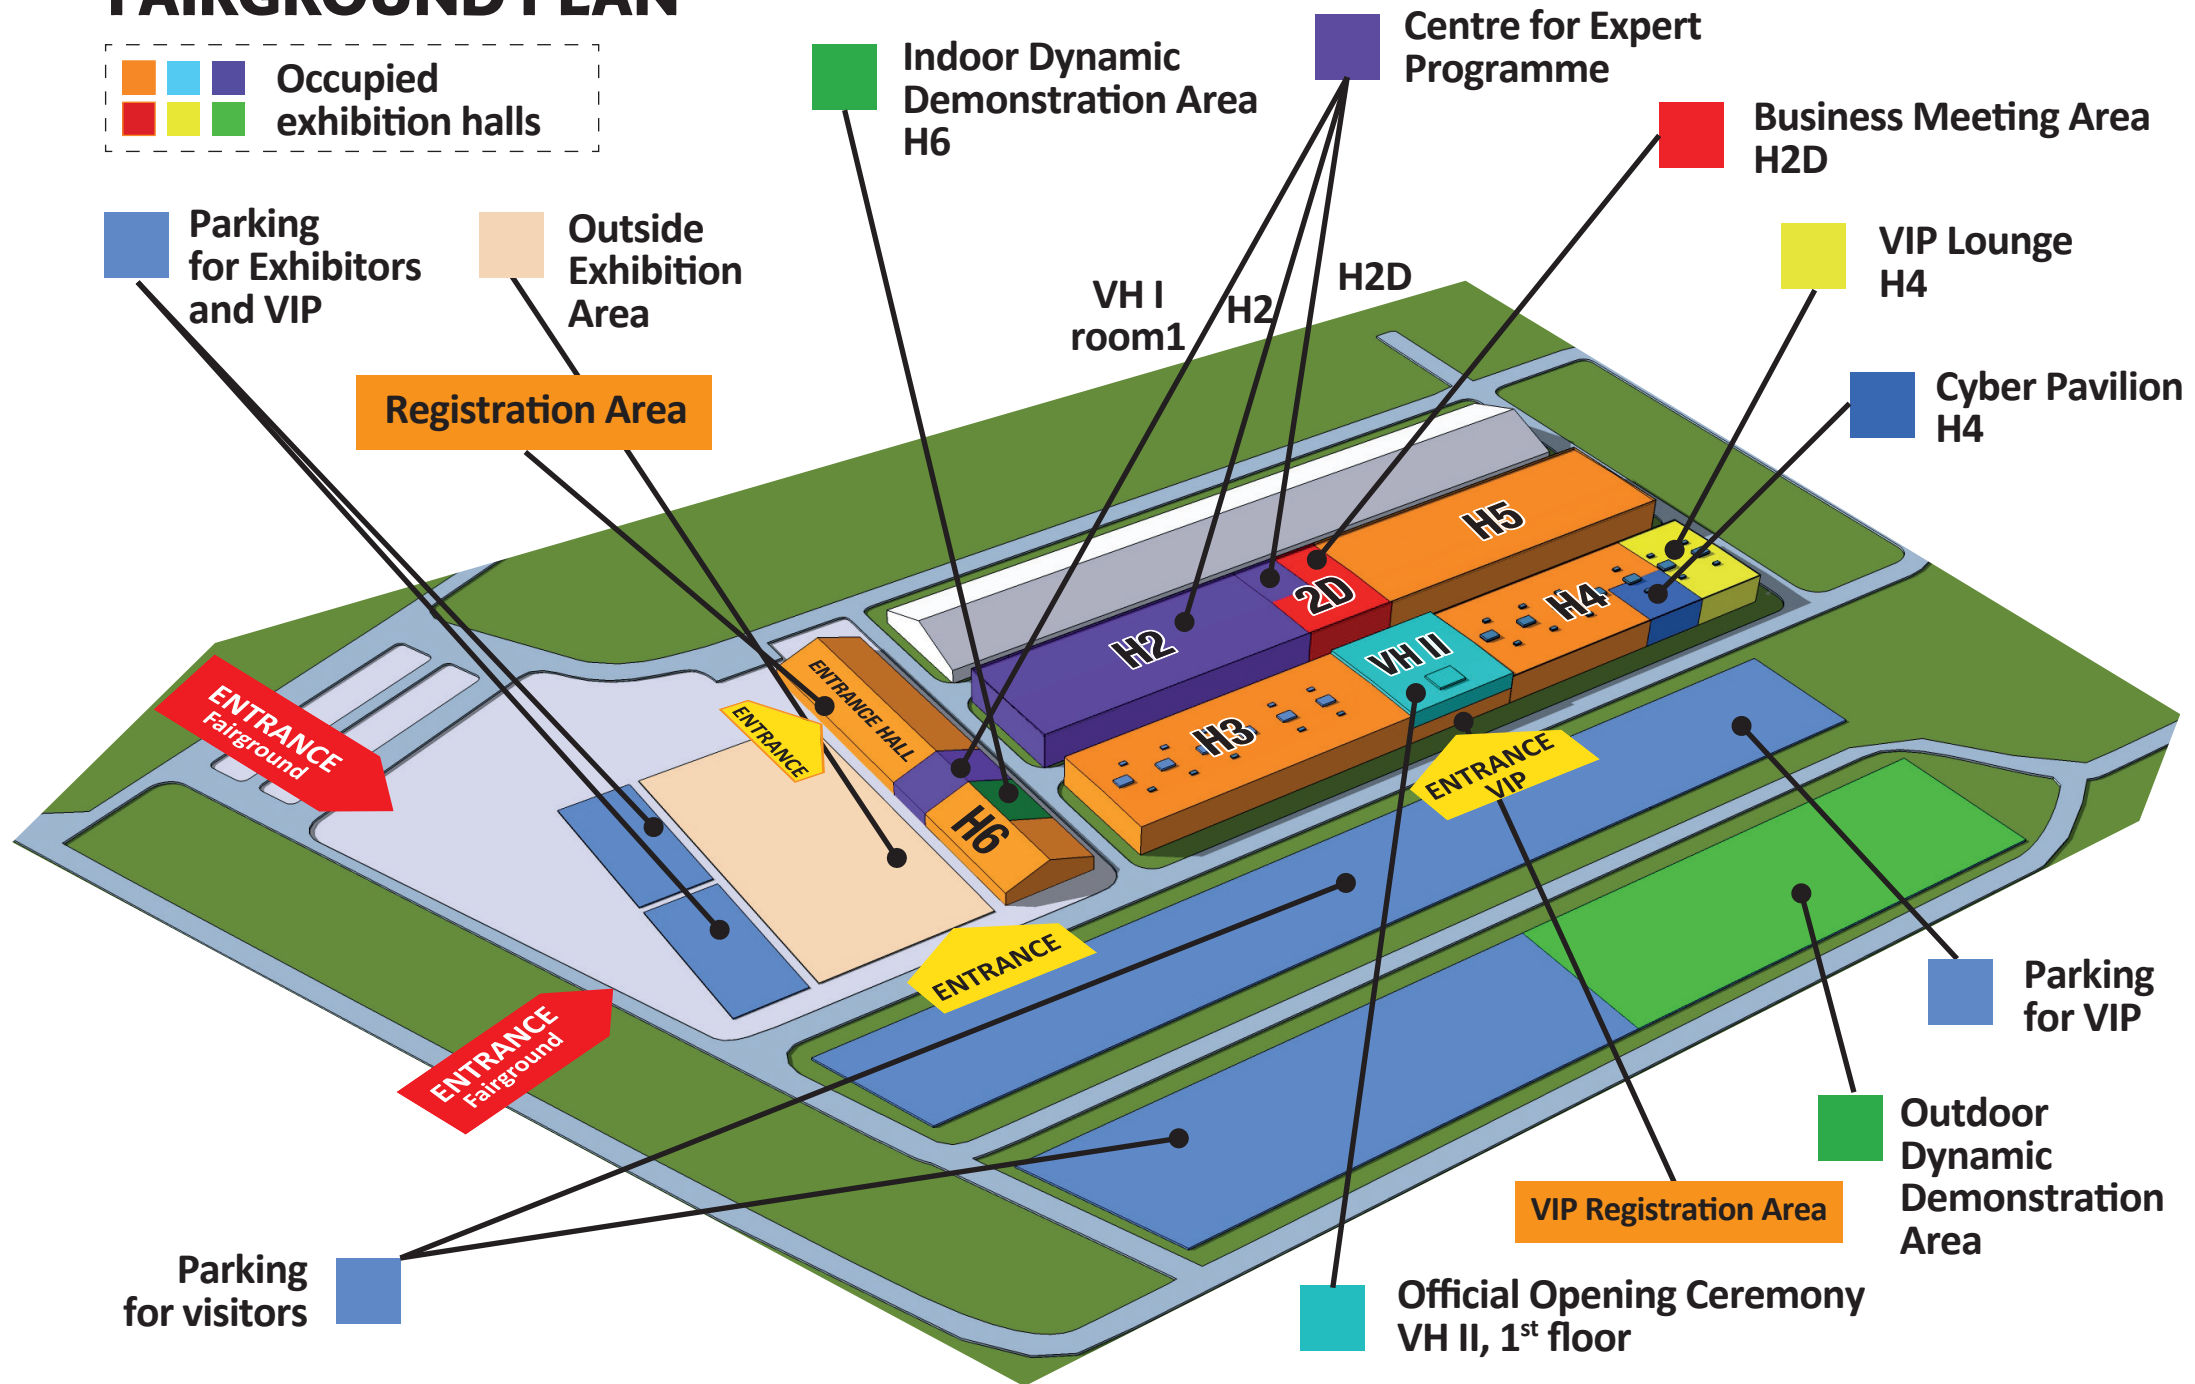 FAIRGROUND PLAN
Occupied
exhibition halls
Indoor Dynamic
Demonstration Area
H6
Centre for Expert
Programme
Business Meeting Area
H2D
Parking
for Exhibitors
and VIP
Outside
Exhibition
Area
VIP Lounge
H4
VH I
room1
H2
H2D
Registration Area
Cyber Pavilion
H4
H5
2D
H4
H2
VH II
H3
ENTRANCE HALL
ENTRANCE
H6
ENTRANCE
Fairground
ENTRANCE
VIP
ENTRANCE
ENTRANCE
Fairground
Parking
for VIP
Outdoor
Dynamic
Demonstration
Area
VIP Registration Area
Parking
for visitors
Official Opening Ceremony
VH II, 1st floor